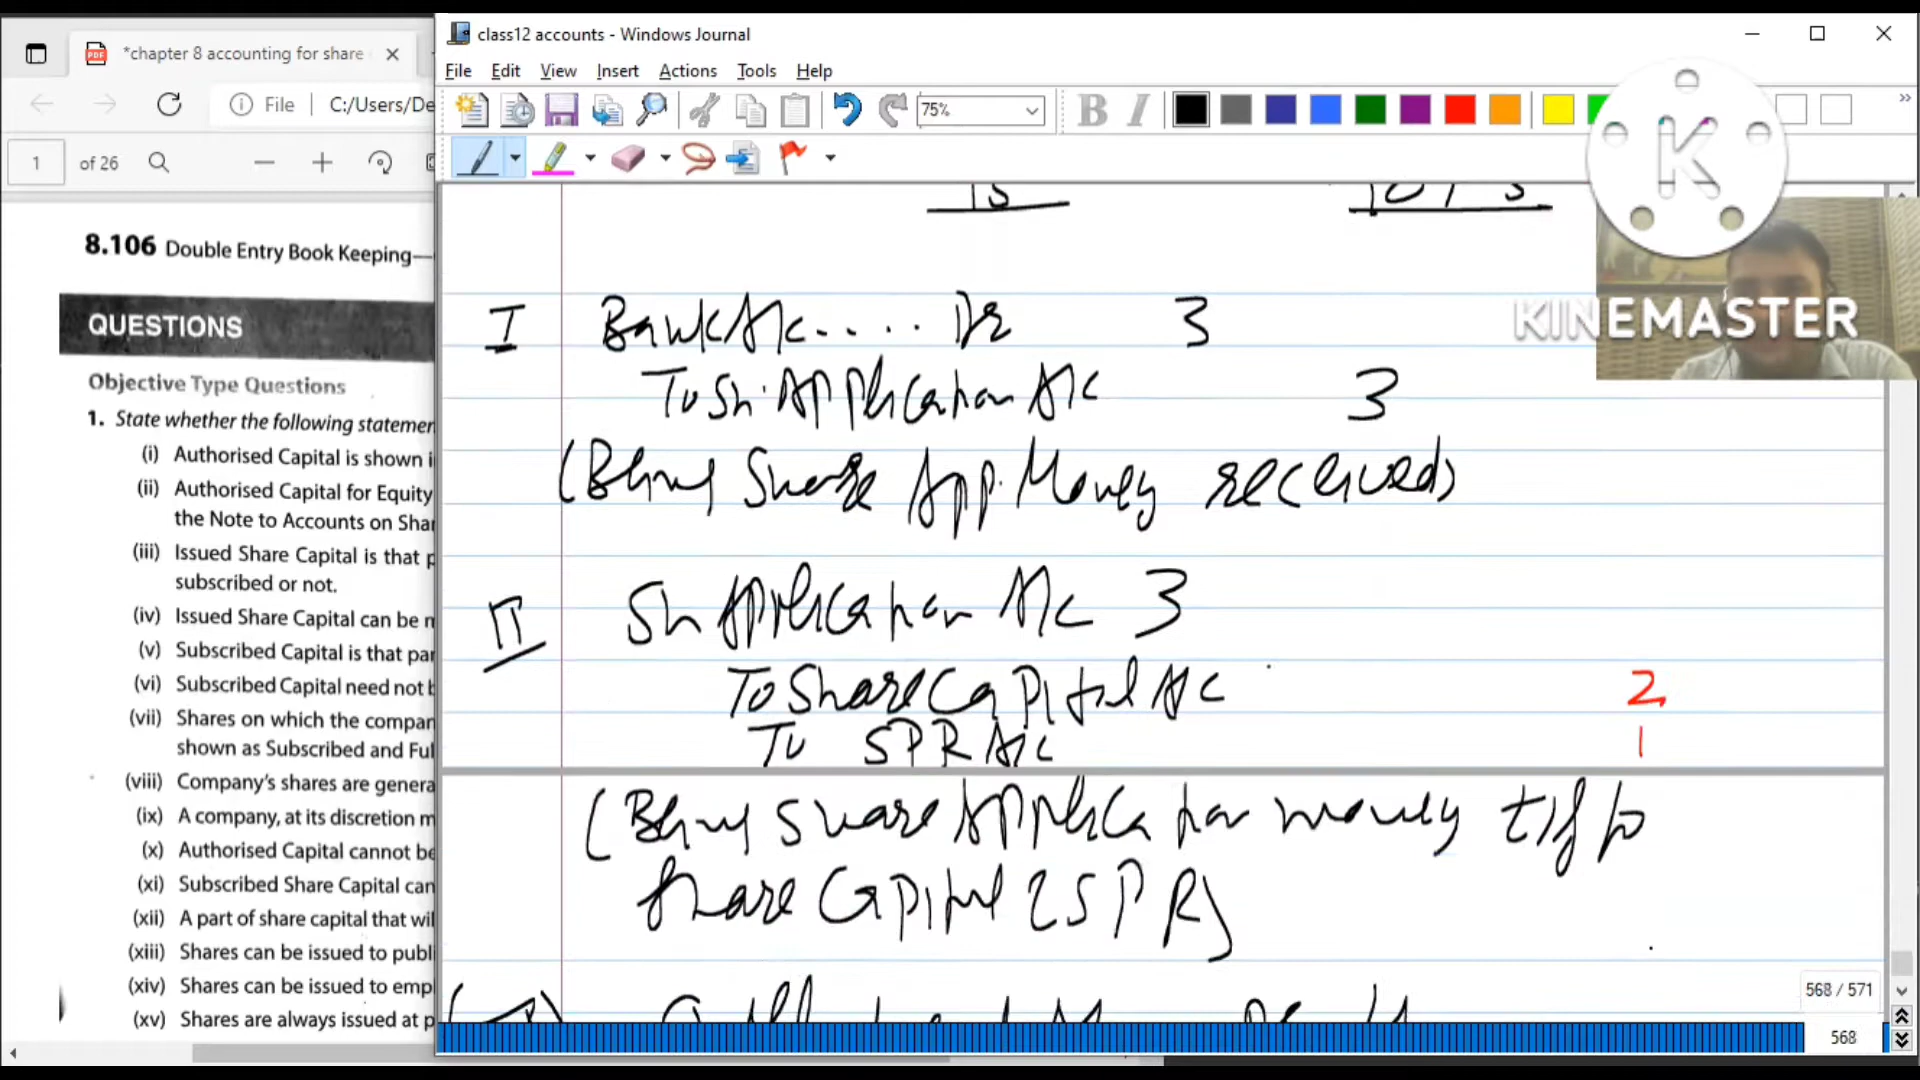 *chapter 8 accounting for share
class12 accounts - Windows Journal
File Edit View Insert Actions Tools Help
File C:/Users/De
75%
B I
1 of 26
K
KINEMASTER
8.106 Double Entry Book Keeping—
QUESTIONS
Objective Type Questions
1. State whether the following statemen
(i) Authorised Capital is shown i
(ii) Authorised Capital for Equity
the Note to Accounts on Shar
(iii) Issued Share Capital is that p
subscribed or not.
(iv) Issued Share Capital can be m
(v) Subscribed Capital is that par
(vi) Subscribed Capital need not b
(vii) Shares on which the compan
shown as Subscribed and Ful
(viii) Company's shares are genera
(ix) A company, at its discretion m
(x) Authorised Capital cannot be
(xi) Subscribed Share Capital can
(xii) A part of share capital that wil
(xiii) Shares can be issued to publi
(xiv) Shares can be issued to empl
(xv) Shares are always issued at p
15
I Bank A/c.... Dr 3
To Sh. Application A/c 3
(Being Share App. Money received)
II Sh Application A/c 3
To Share Capital A/c 2
To SPR A/c 1
(Being Share Application money t/f to
Share Capital & SPR)
568 / 571
568